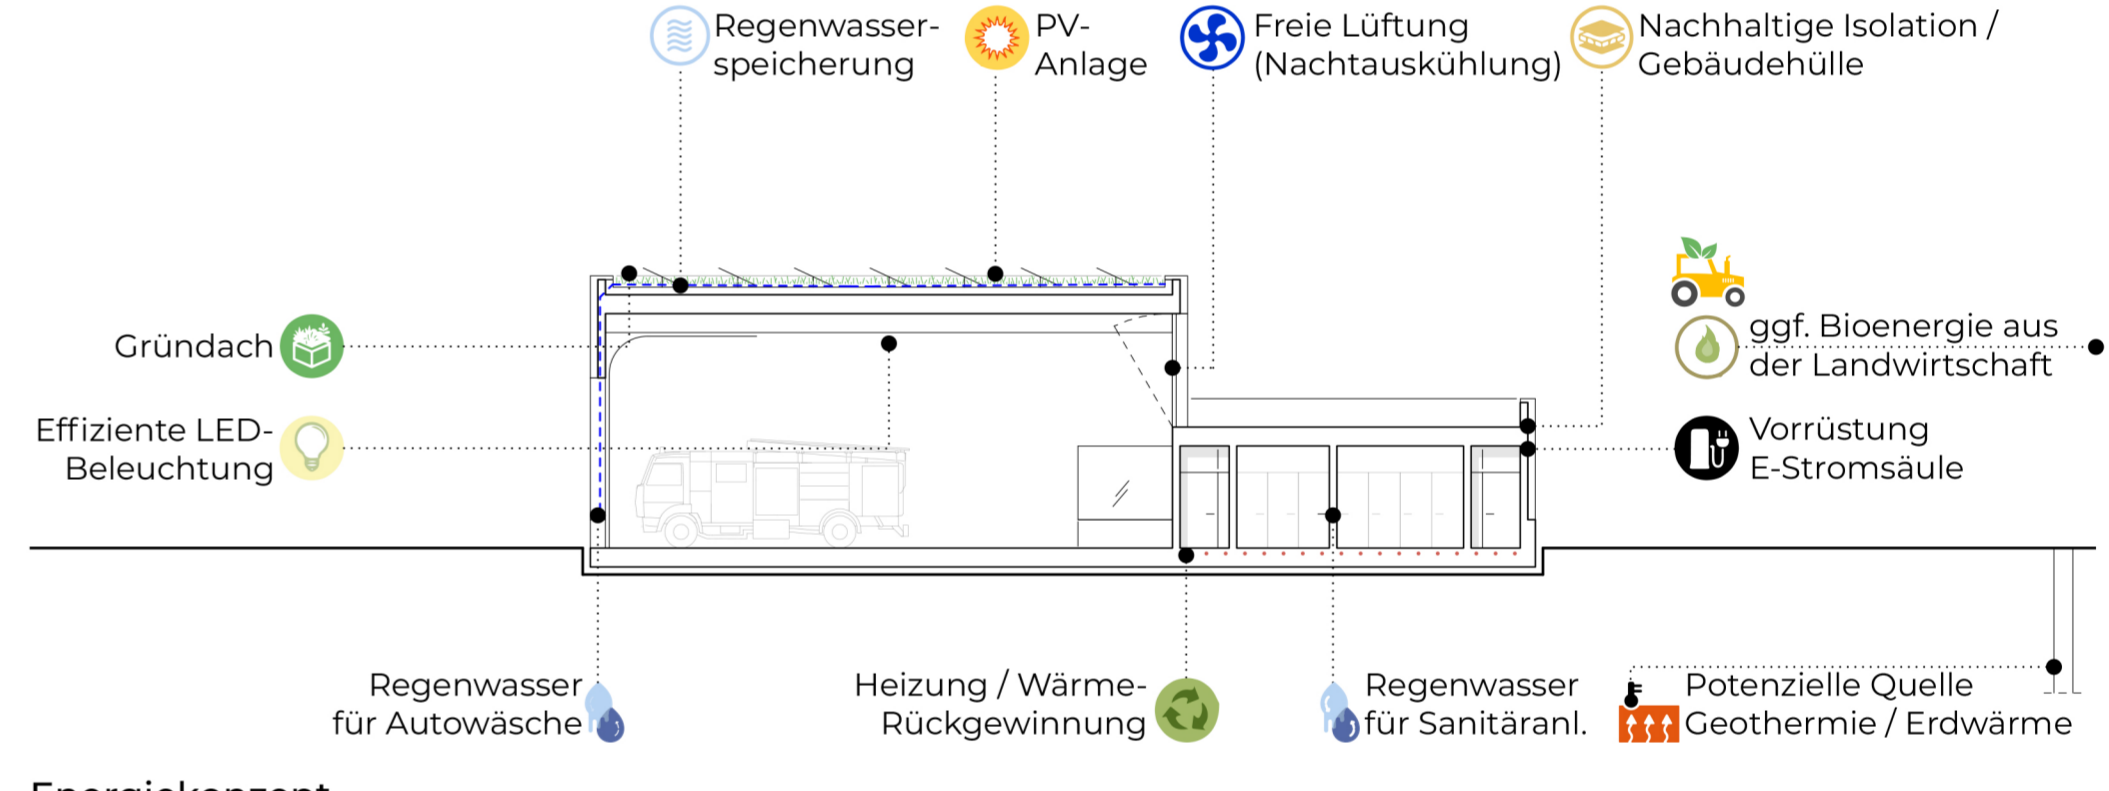 Regenwasser-
speicherung
PV-
Anlage
Freie Lüftung
(Nachtauskühlung)
Nachhaltige Isolation /
Gebäudehülle
Gründach
Effiziente LED-
Beleuchtung
ggf. Bioenergie aus
der Landwirtschaft
Vorrüstung
E-Stromsäule
Regenwasser
für Autowäsche
Heizung / Wärme-
Rückgewinnung
Regenwasser
für Sanitäranl.
Potenzielle Quelle
Geothermie / Erdwärme
Energiekonzept